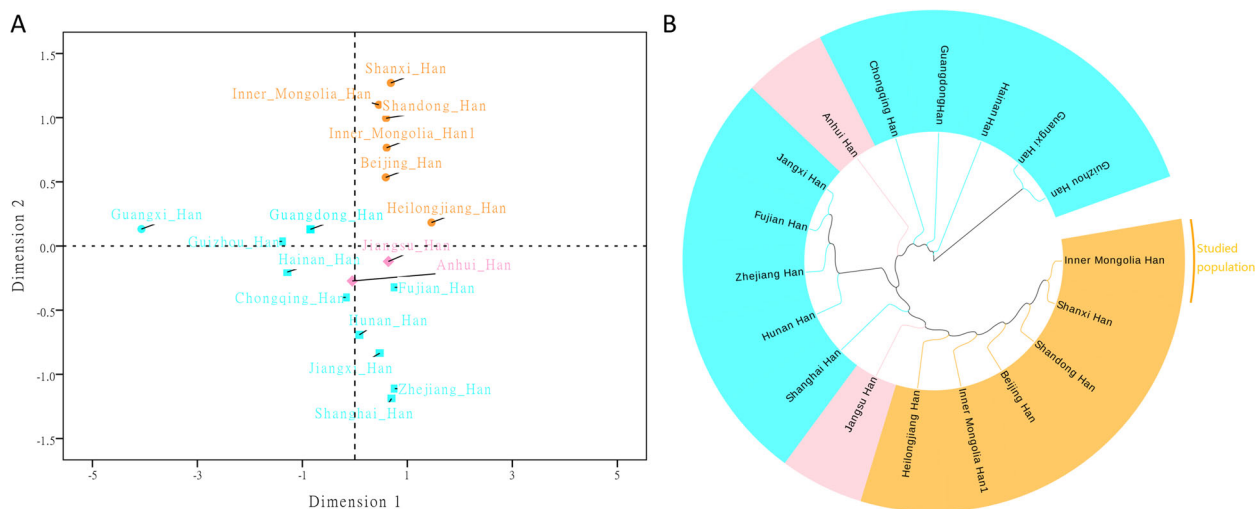 A
B
1.5
1.0
0.5
0.0
-0.5
-1.0
-1.5
Dimension 2
-5
-3
-1
1
3
5
Dimension 1
Shanxi_Han
Inner_Mongolia_Han
Shandong_Han
Inner_Mongolia_Han1
Beijing_Han
Guangxi_Han
Guangdong_Han
Heilongjiang_Han
Guizhou_Han
Jiangsu_Han
Hainan_Han
Anhui_Han
Chongqing_Han
Fujian_Han
Hunan_Han
Jiangxi_Han
Zhejiang_Han
Shanghai_Han
Guizhou Han
Guangxi Han
Hainan Han
GuangdongHan
Chongqing Han
Anhui Han
Jangxi Han
Fujian Han
Zhejiang Han
Hunan Han
Shanghai Han
Jangsu Han
Heilongjiang Han
Inner Mongolia Han1
Beijing Han
Shandong Han
Shanxi Han
Inner Mongolia Han
Studied
population